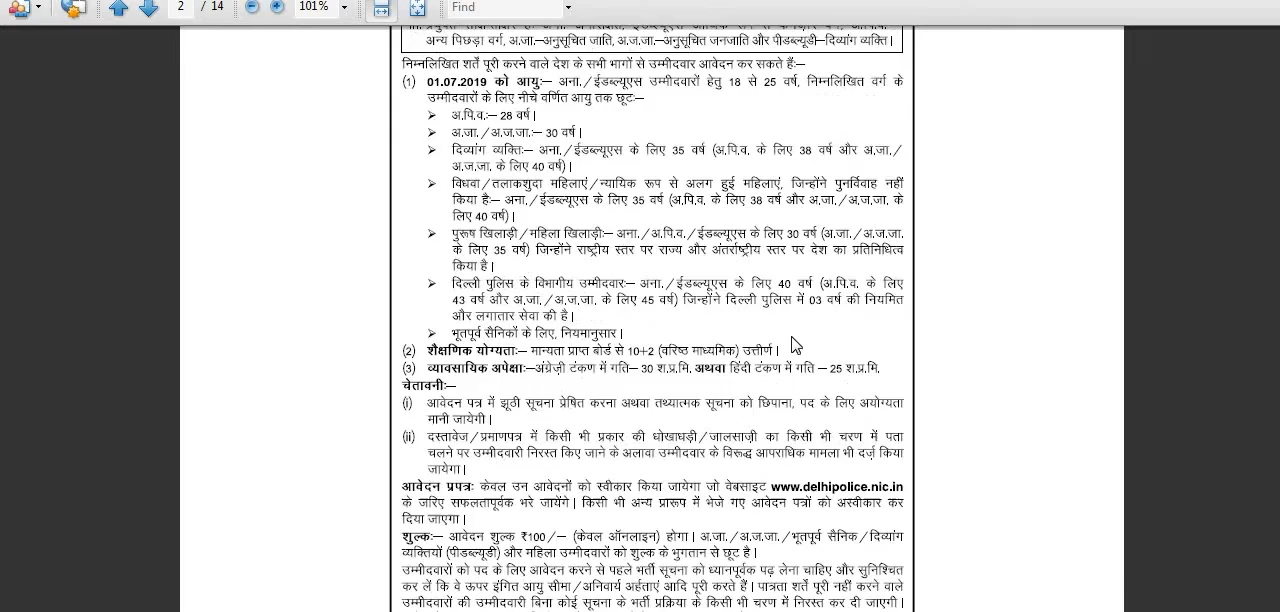 2 / 14 101% Find
अन्य पिछड़ा वर्ग, अ.जा.–अनुसूचित जाति, अ.ज.जा.–अनुसूचित जनजाति और पीडब्ल्यूडी–दिव्यांग व्यक्ति।
निम्नलिखित शर्तें पूरी करने वाले देश के सभी भागों से उम्मीदवार आवेदन कर सकते हैं:–
(1) 01.07.2019 को आयु:– अना./ईडब्ल्यूएस उम्मीदवारों हेतु 18 से 25 वर्ष, निम्नलिखित वर्ग के
उम्मीदवारों के लिए नीचे वर्णित आयु तक छूट:–
➢ अ.पि.व.:– 28 वर्ष।
➢ अ.जा./अ.ज.जा.:– 30 वर्ष।
➢ दिव्यांग व्यक्ति:– अना./ईडब्ल्यूएस के लिए 35 वर्ष (अ.पि.व. के लिए 38 वर्ष और अ.जा./
अ.ज.जा. के लिए 40 वर्ष)।
➢ विधवा/तलाकशुदा महिलाएं/न्यायिक रूप से अलग हुई महिलाएं, जिन्होंने पुनर्विवाह नहीं
किया है:– अना./ईडब्ल्यूएस के लिए 35 वर्ष (अ.पि.व. के लिए 38 वर्ष और अ.जा./अ.ज.जा. के
लिए 40 वर्ष)।
➢ पुरूष खिलाड़ी/महिला खिलाड़ी:– अना./अ.पि.व./ईडब्ल्यूएस के लिए 30 वर्ष (अ.जा./अ.ज.जा.
के लिए 35 वर्ष) जिन्होंने राष्ट्रीय स्तर पर राज्य और अंतर्राष्ट्रीय स्तर पर देश का प्रतिनिधित्व
किया है।
➢ दिल्ली पुलिस के विभागीय उम्मीदवार:– अना./ईडब्ल्यूएस के लिए 40 वर्ष (अ.पि.व. के लिए
43 वर्ष और अ.जा./अ.ज.जा. के लिए 45 वर्ष) जिन्होंने दिल्ली पुलिस में 03 वर्ष की नियमित
और लगातार सेवा की है।
➢ भूतपूर्व सैनिकों के लिए, नियमानुसार।
(2) शैक्षणिक योग्यता:– मान्यता प्राप्त बोर्ड से 10+2 (वरिष्ठ माध्यमिक) उत्तीर्ण।
(3) व्यावसायिक अपेक्षा:–अंग्रेज़ी टंकण में गति– 30 श.प्र.मि. अथवा हिंदी टंकण में गति – 25 श.प्र.मि.
चेतावनी:–
(i) आवेदन पत्र में झूठी सूचना प्रेषित करना अथवा तथ्यात्मक सूचना को छिपाना, पद के लिए अयोग्यता
मानी जायेगी।
(ii) दस्तावेज/प्रमाणपत्र में किसी भी प्रकार की धोखाधड़ी/जालसाज़ी का किसी भी चरण में पता
चलने पर उम्मीदवारी निरस्त किए जाने के अलावा उम्मीदवार के विरूद्ध आपराधिक मामला भी दर्ज़ किया
जायेगा।
आवेदन प्रपत्र: केवल उन आवेदनों को स्वीकार किया जायेगा जो वेबसाइट www.delhipolice.nic.in
के जरिए सफलतापूर्वक भरे जायेंगे। किसी भी अन्य प्रारूप में भेजे गए आवेदन पत्रों को अस्वीकार कर
दिया जाएगा।
शुल्क:– आवेदन शुल्क ₹100/– (केवल ऑनलाइन) होगा। अ.जा./अ.ज.जा./भूतपूर्व सैनिक/दिव्यांग
व्यक्तियों (पीडब्ल्यूडी) और महिला उम्मीदवारों को शुल्क के भुगतान से छूट है।
उम्मीदवारों को पद के लिए आवेदन करने से पहले भर्ती सूचना को ध्यानपूर्वक पढ़ लेना चाहिए और सुनिश्चित
कर लें कि वे ऊपर इंगित आयु सीमा/अनिवार्य अर्हताएं आदि पूरी करते हैं। पात्रता शर्तें पूरी नहीं करने वाले
उम्मीदवारों की उम्मीदवारी बिना कोई सूचना के भर्ती प्रक्रिया के किसी भी चरण में निरस्त कर दी जाएगी।